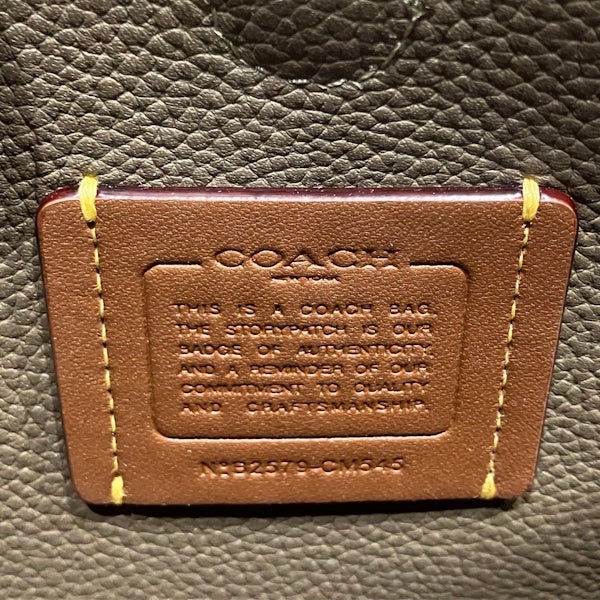 COACH
NEW YORK
THIS IS A COACH BAG.
THE STORYPATCH IS OUR
BADGE OF AUTHENTICITY,
AND A REMINDER OF OUR
COMMITMENT TO QUALITY
AND CRAFTSMANSHIP.
Nº:B2579-CM545